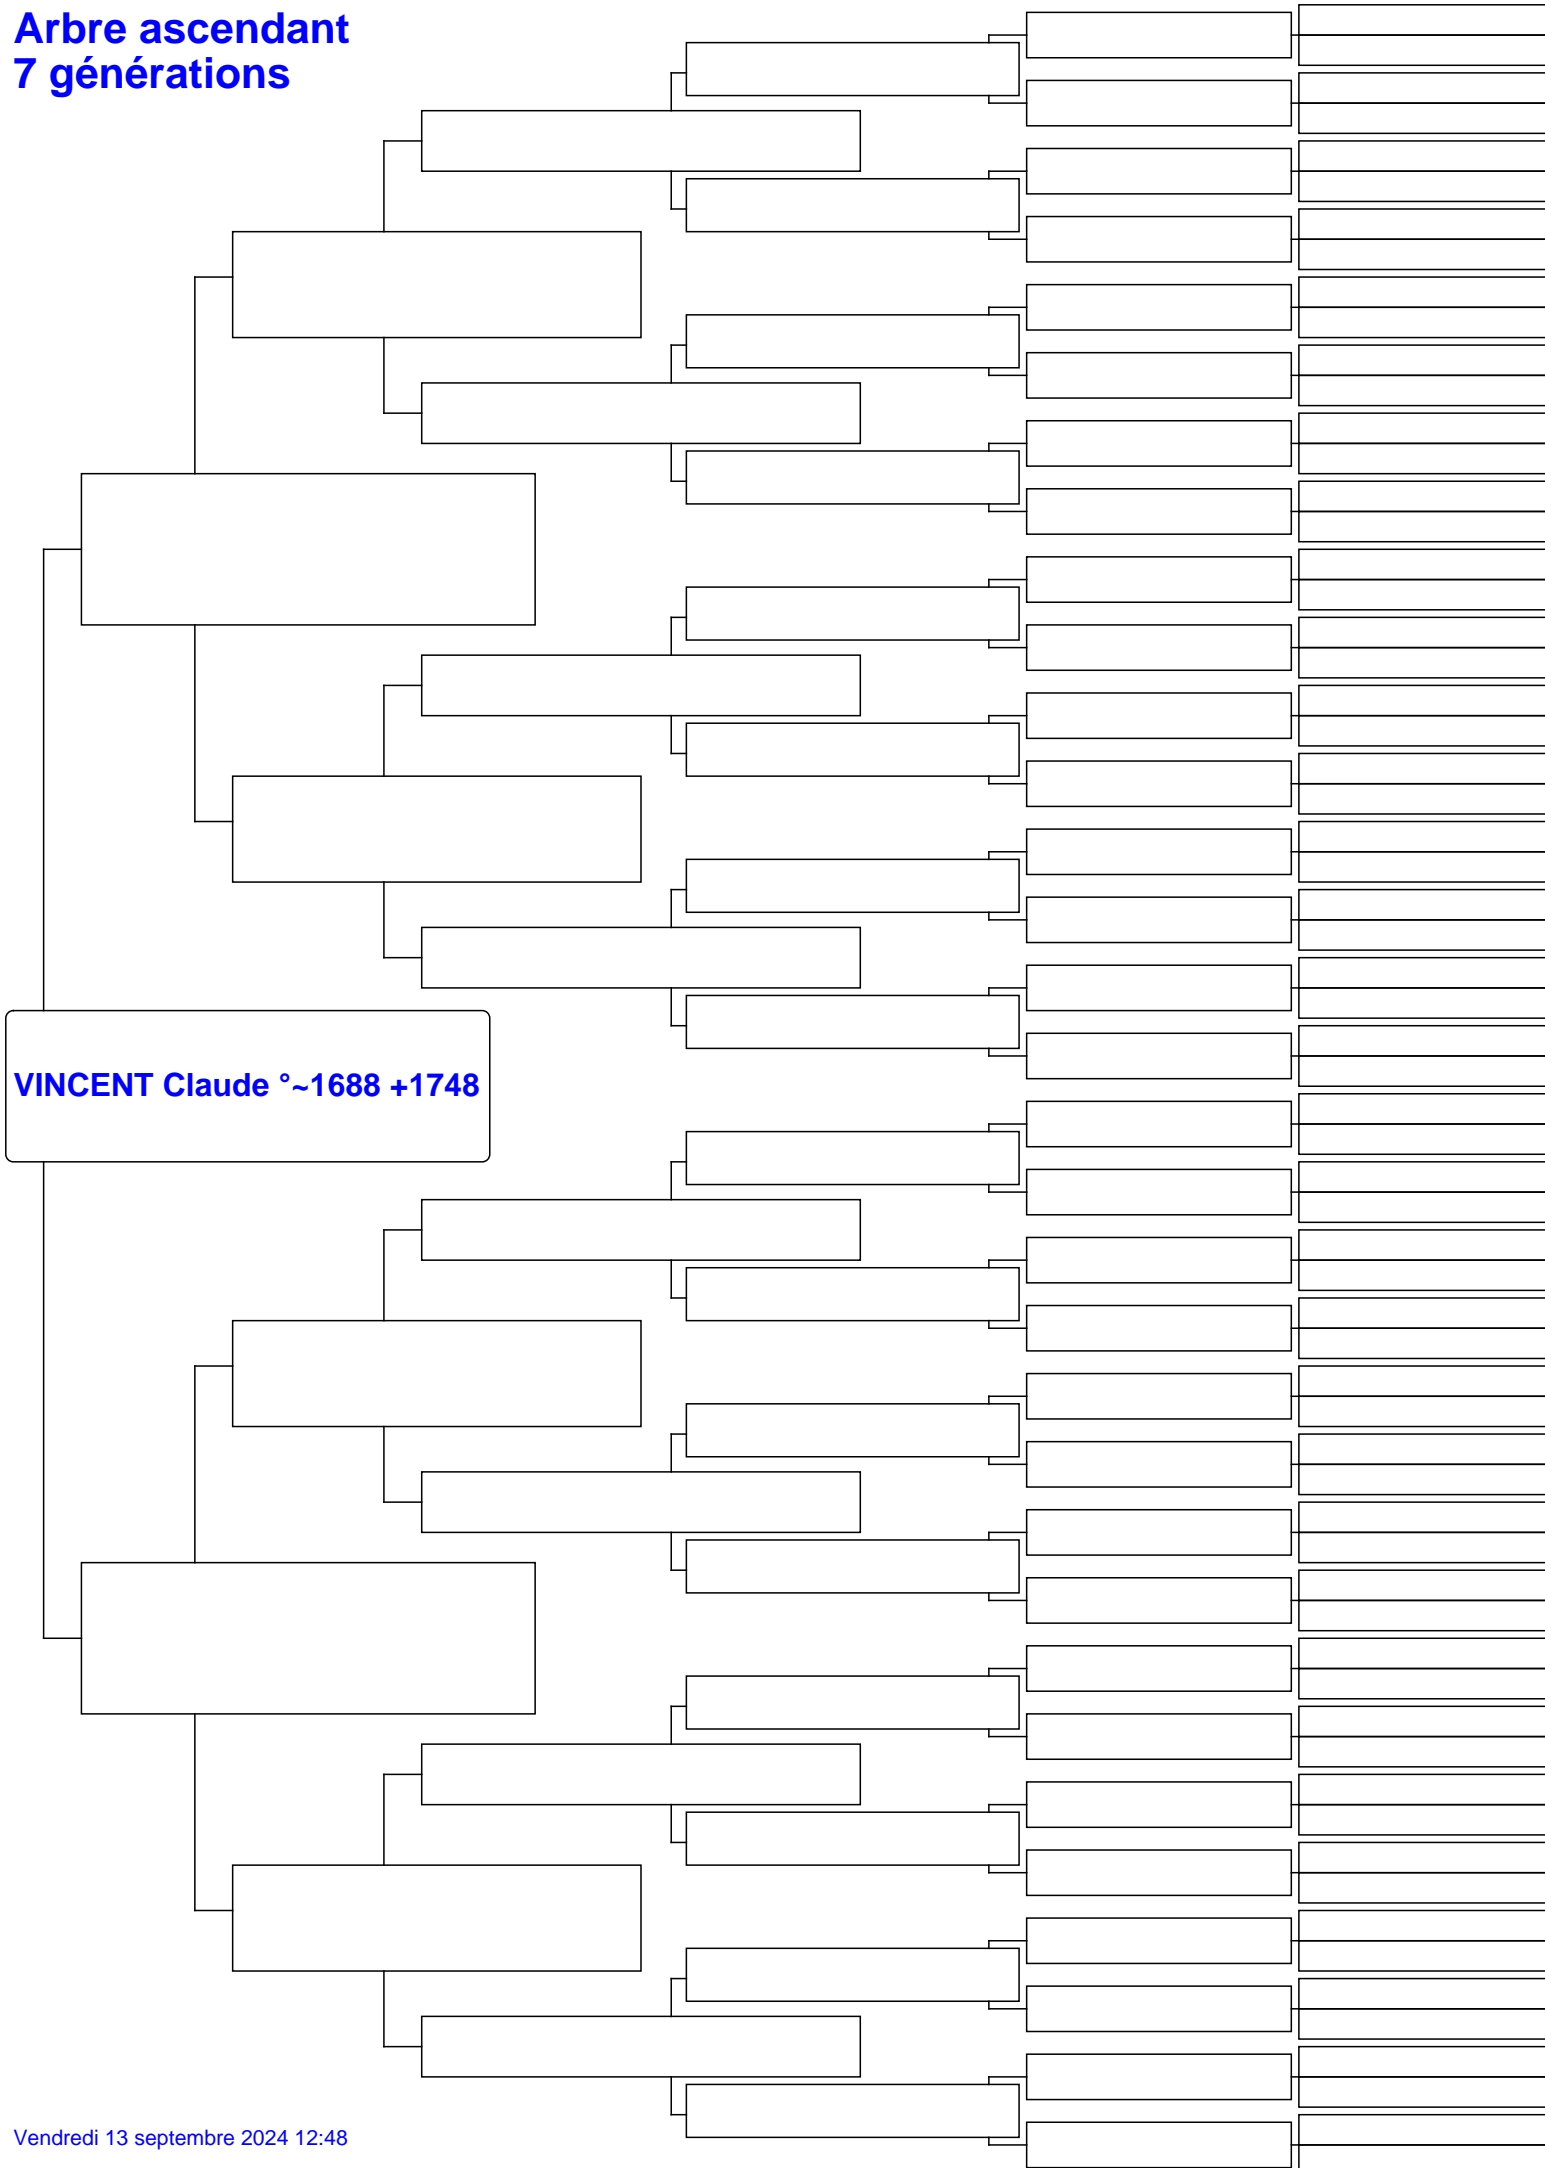 Arbre ascendant
7 générations
VINCENT Claude °~1688 +1748
Vendredi 13 septembre 2024 12:48